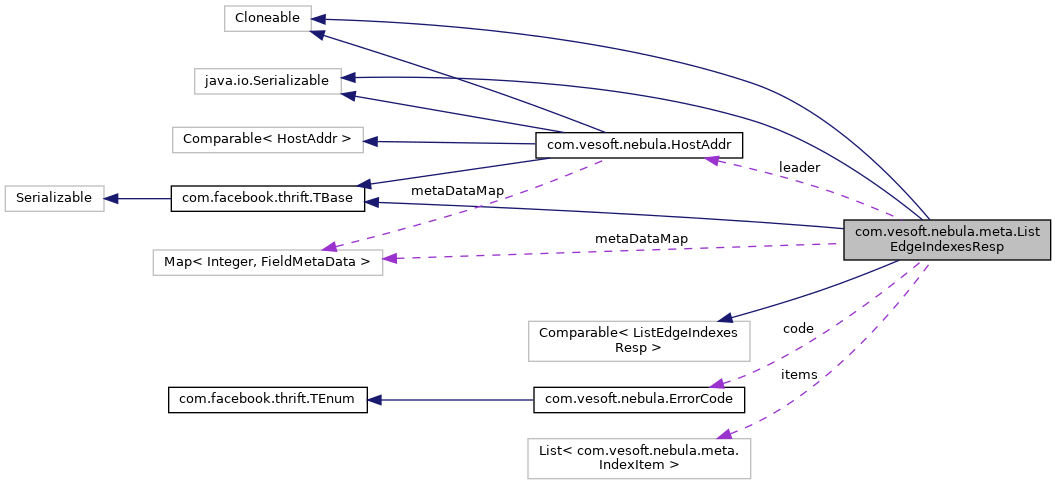 Cloneable
java.io.Serializable
Comparable< HostAddr >
com.vesoft.nebula.HostAddr
leader
metaDataMap
Serializable
com.facebook.thrift.TBase
com.vesoft.nebula.meta.List
EdgeIndexesResp
metaDataMap
Map< Integer, FieldMetaData >
Comparable< ListEdgeIndexes
Resp >
code
items
com.facebook.thrift.TEnum
com.vesoft.nebula.ErrorCode
List< com.vesoft.nebula.meta.
IndexItem >